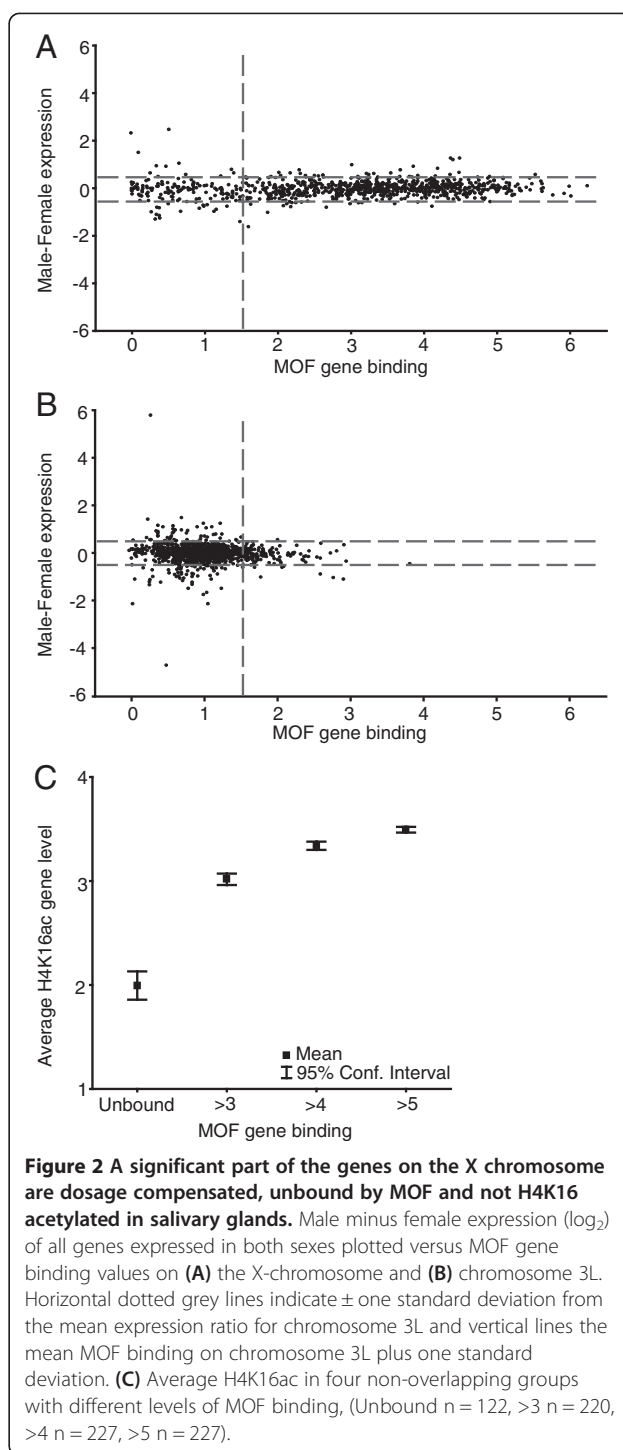 A
6
4
2
0
-2
-4
-6
Male-Female expression
0 1 2 3 4 5 6
MOF gene binding
B
6
4
2
0
-2
-4
-6
Male-Female expression
0 1 2 3 4 5 6
MOF gene binding
C
4
3
2
1
Average H4K16ac gene level
Mean
95% Conf. Interval
Unbound >3 >4 >5
MOF gene binding
Figure 2 A significant part of the genes on the X chromosome
are dosage compensated, unbound by MOF and not H4K16
acetylated in salivary glands. Male minus female expression (log₂)
of all genes expressed in both sexes plotted versus MOF gene
binding values on (A) the X-chromosome and (B) chromosome 3L.
Horizontal dotted grey lines indicate ± one standard deviation from
the mean expression ratio for chromosome 3L and vertical lines the
mean MOF binding on chromosome 3L plus one standard
deviation. (C) Average H4K16ac in four non-overlapping groups
with different levels of MOF binding, (Unbound n = 122, >3 n = 220,
>4 n = 227, >5 n = 227).